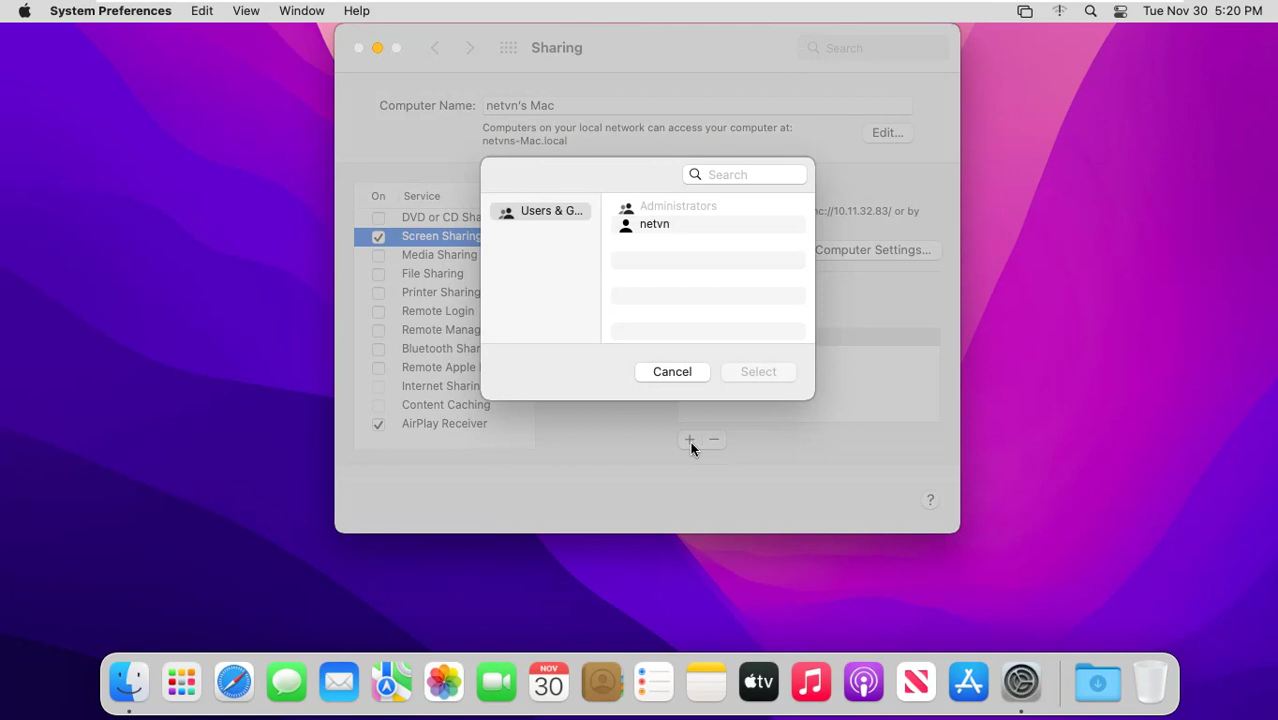 System Preferences Edit View Window Help Tue Nov 30 5:20 PM
Sharing Search
Computer Name: netvn's Mac
Computers on your local network can access your computer at:
netvns-Mac.local
Edit...
Search
On Service
Users & G...
Administrators
netvn
DVD or CD Sha
Screen Sharing
Media Sharing
File Sharing
Printer Sharing
Remote Login
Remote Manag
Bluetooth Shar
Remote Apple
Internet Sharin
Content Caching
AirPlay Receiver
nc://10.11.32.83/ or by
Computer Settings...
Cancel Select
+ −
?
NOV
30
tv